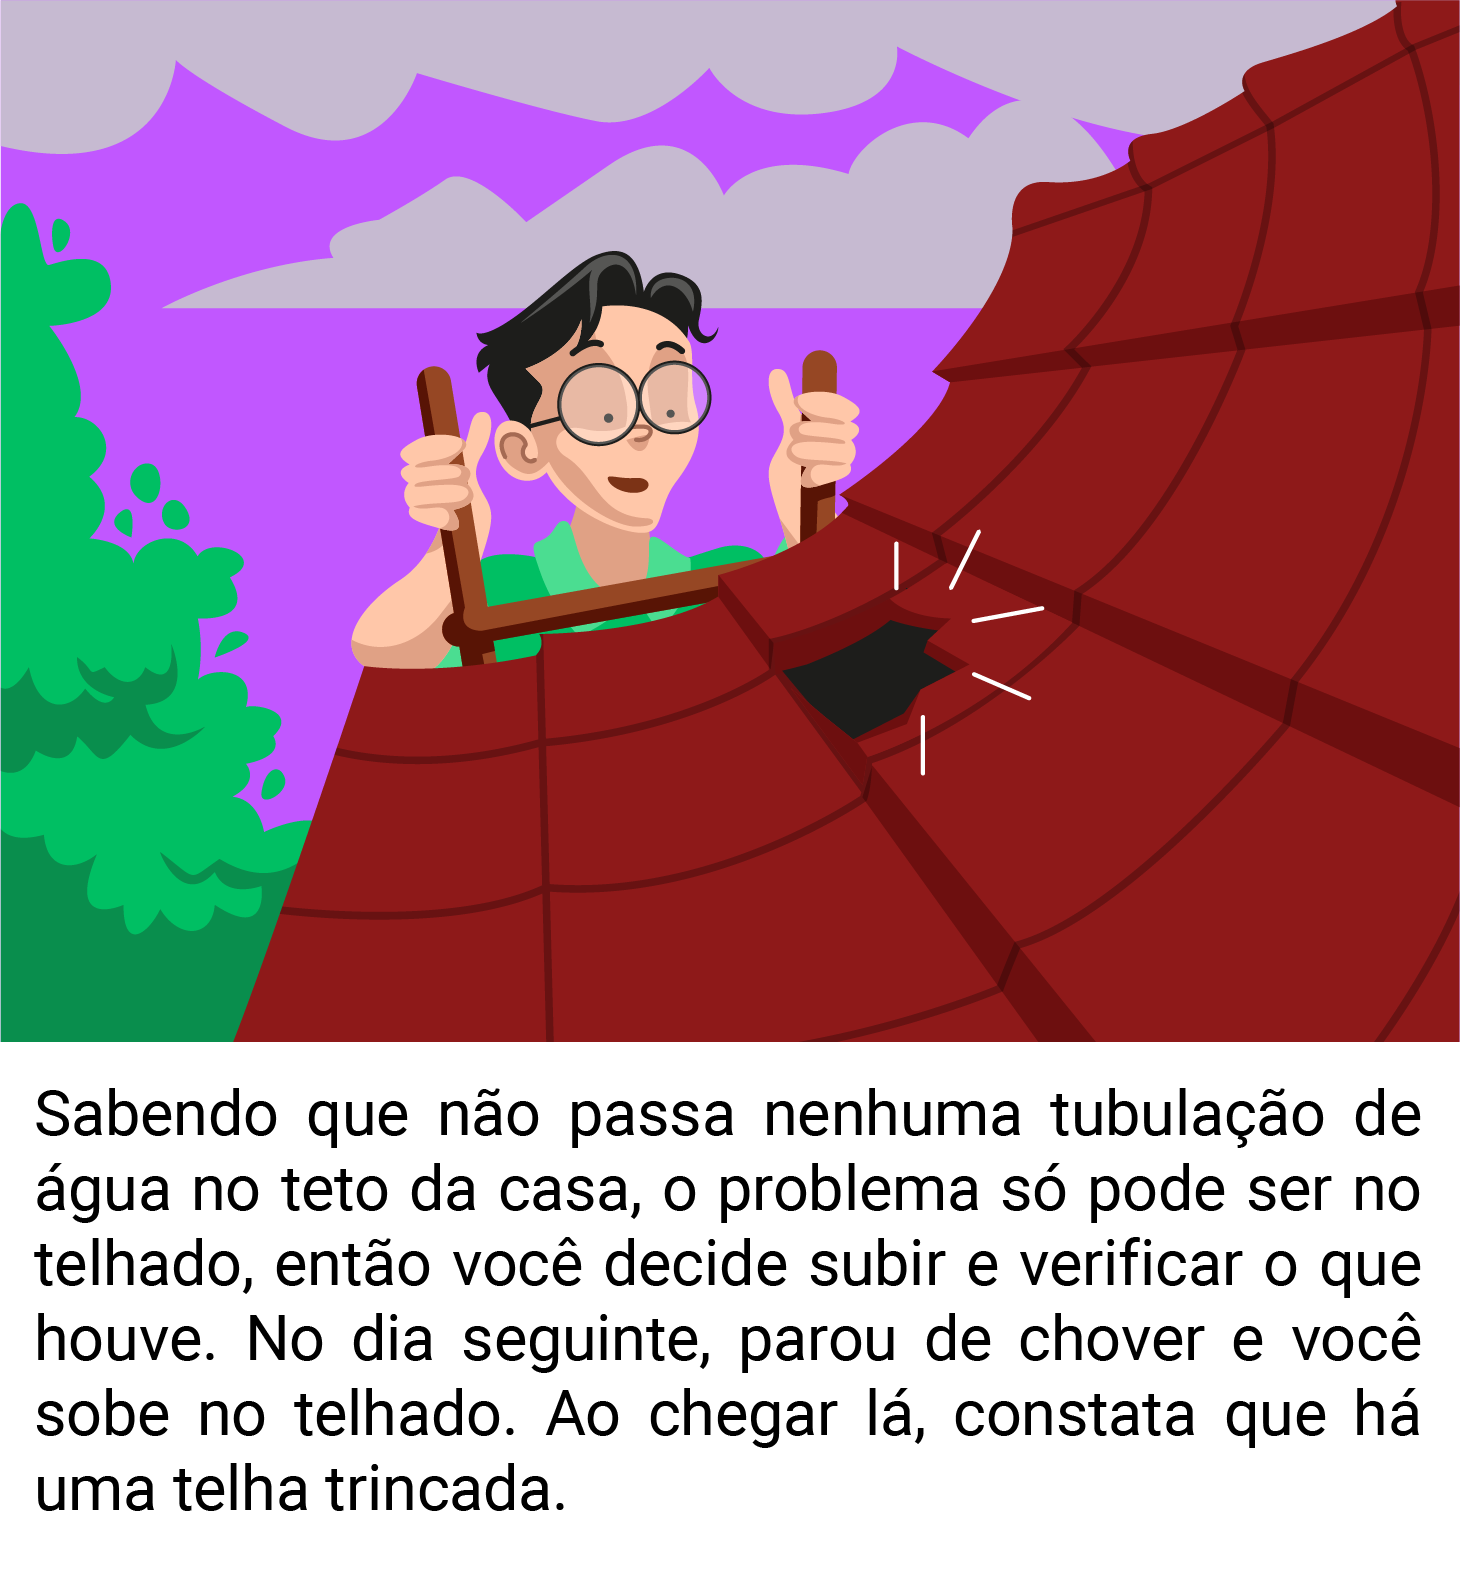 Sabendo que não passa nenhuma tubulação de
água no teto da casa, o problema só pode ser no
telhado, então você decide subir e verificar o que
houve. No dia seguinte, parou de chover e você
sobe no telhado. Ao chegar lá, constata que há
uma telha trincada.